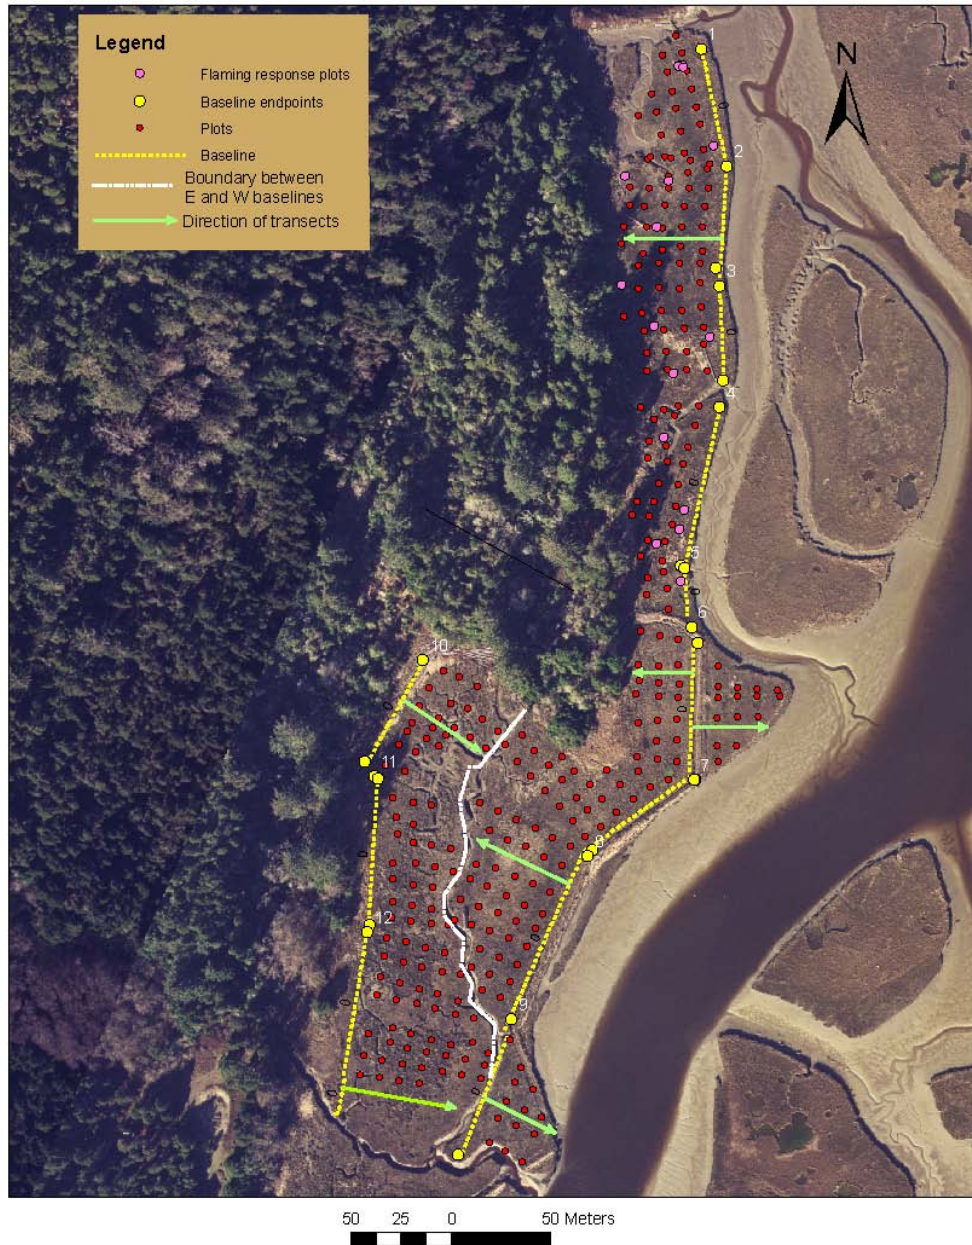 Legend
Flaming response plots
Baseline endpoints
Plots
Baseline
Boundary between
E and W baselines
Direction of transects
N
1
2
3
4
5
6
7
8
9
10
11
12
50 25 0 50 Meters